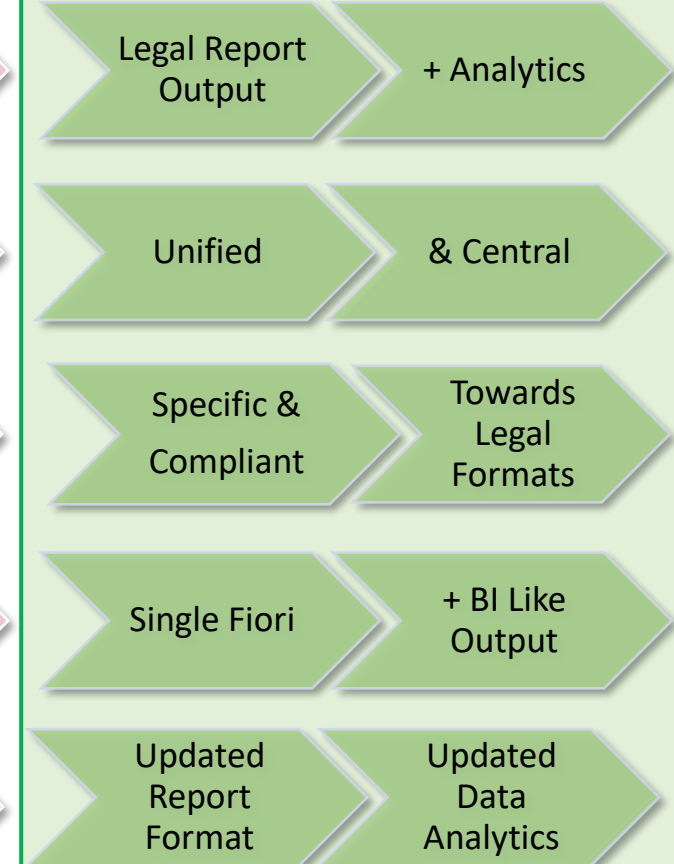 Legal Report
Output
+ Analytics
Unified
& Central
Specific &
Compliant
Towards
Legal
Formats
Single Fiori
+ BI Like
Output
Updated
Report
Format
Updated
Data
Analytics